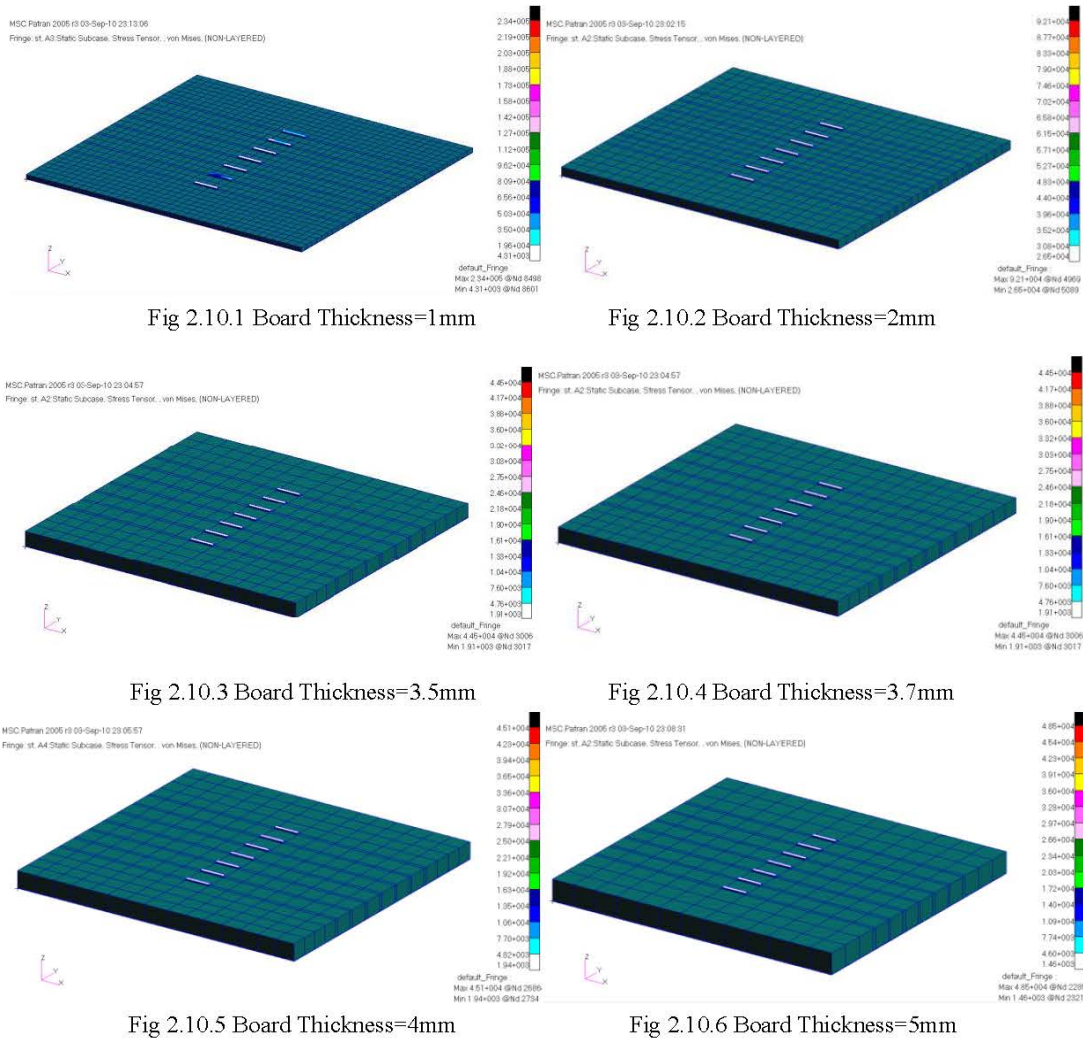 MSC.Patran 2005 r3 03-Sep-10 23:13:06
Fringe: st. A3:Static Subcase, Stress Tensor, , von Mises, (NON-LAYERED)
2.34+005
2.19+005
2.03+005
1.88+005
1.73+005
1.58+005
1.42+005
1.27+005
1.12+005
9.62+004
8.09+004
6.56+004
5.03+004
3.50+004
1.96+004
4.31+003
Z
Y
X
default_Fringe :
Max 2.34+005 @Nd 8498
Min 4.31+003 @Nd 8601
Fig 2.10.1 Board Thickness=1mm
MSC.Patran 2005 r3 03-Sep-10 23:02:15
Fringe: st. A2:Static Subcase, Stress Tensor, , von Mises, (NON-LAYERED)
9.21+004
8.77+004
8.33+004
7.90+004
7.46+004
7.02+004
6.58+004
6.15+004
5.71+004
5.27+004
4.83+004
4.40+004
3.96+004
3.52+004
3.08+004
2.65+004
Z
Y
X
default_Fringe :
Max 9.21+004 @Nd 4969
Min 2.65+004 @Nd 5089
Fig 2.10.2 Board Thickness=2mm
MSC.Patran 2005 r3 03-Sep-10 23:04:57
Fringe: st. A2:Static Subcase, Stress Tensor, , von Mises, (NON-LAYERED)
4.45+004
4.17+004
3.88+004
3.60+004
3.03+004
2.75+004
2.46+004
2.18+004
1.90+004
1.61+004
1.33+004
1.04+004
7.60+003
4.76+003
1.91+003
Z
Y
X
default_Fringe :
Max 4.45+004 @Nd 3006
Min 1.91+003 @Nd 3017
Fig 2.10.3 Board Thickness=3.5mm
MSC.Patran 2005 r3 03-Sep-10 23:04:57
Fringe: st. A2:Static Subcase, Stress Tensor, , von Mises, (NON-LAYERED)
4.45+004
4.17+004
3.88+004
3.60+004
3.32+004
3.03+004
2.75+004
2.46+004
2.18+004
1.90+004
1.61+004
1.33+004
1.04+004
7.60+003
4.76+003
1.91+003
Z
Y
X
default_Fringe :
Max 4.45+004 @Nd 3006
Min 1.91+003 @Nd 3017
Fig 2.10.4 Board Thickness=3.7mm
MSC.Patran 2005 r3 03-Sep-10 23:05:57
Fringe: st. A4:Static Subcase, Stress Tensor, , von Mises, (NON-LAYERED)
4.51+004
4.23+004
3.94+004
3.65+004
3.36+004
3.07+004
2.79+004
2.50+004
2.21+004
1.92+004
1.63+004
1.35+004
1.06+004
7.70+003
4.82+003
1.94+003
Z
Y
X
default_Fringe :
Max 4.51+004 @Nd 2686
Min 1.94+003 @Nd 2734
Fig 2.10.5 Board Thickness=4mm
MSC.Patran 2005 r3 03-Sep-10 23:08:31
Fringe: st. A2:Static Subcase, Stress Tensor, , von Mises, (NON-LAYERED)
4.85+004
4.54+004
4.23+004
3.91+004
3.60+004
3.28+004
2.97+004
2.66+004
2.34+004
2.03+004
1.72+004
1.40+004
1.09+004
7.74+003
4.60+003
1.46+003
Z
Y
X
default_Fringe :
Max 4.85+004 @Nd
Min 1.46+003 @Nd
Fig 2.10.6 Board Thickness=5mm